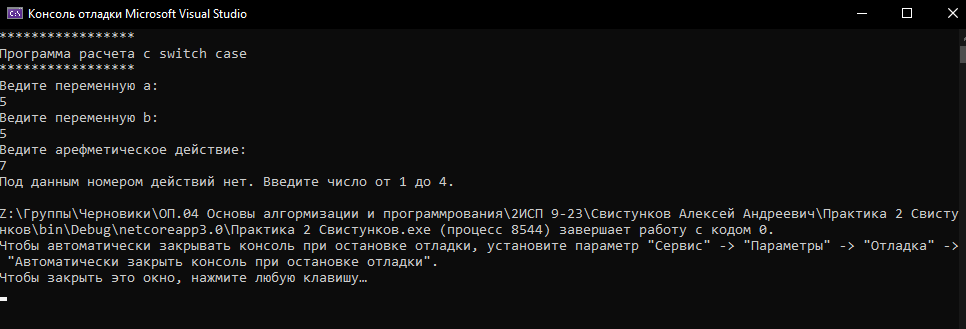 Консоль отладки Microsoft Visual Studio
*****************
Программа расчета с switch case
*****************
Ведите переменную a:
5
Ведите переменную b:
5
Ведите арефметическое действие:
7
Под данным номером действий нет. Введите число от 1 до 4.
Z:\Группы\Черновики\ОП.04 Основы алгормизации и программрования\2ИСП 9-23\Свистунков Алексей Андреевич\Практика 2 Свисту
нков\bin\Debug\netcoreapp3.0\Практика 2 Свистунков.exe (процесс 8544) завершает работу с кодом 0.
Чтобы автоматически закрывать консоль при остановке отладки, установите параметр "Сервис" -> "Параметры" -> "Отладка" ->
"Автоматически закрыть консоль при остановке отладки".
Чтобы закрыть это окно, нажмите любую клавишу…